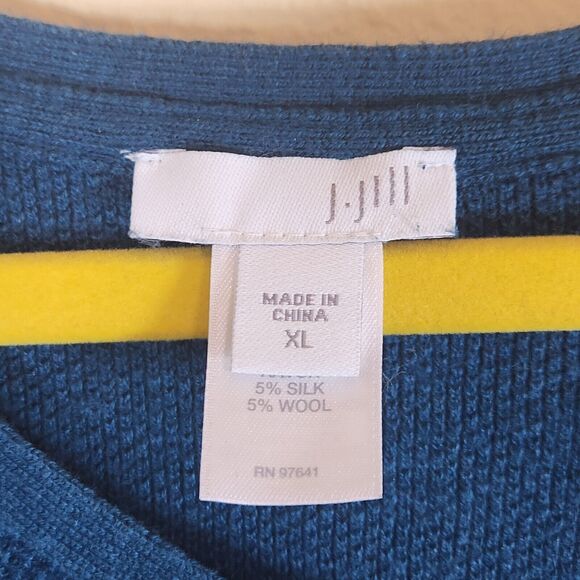 J.Jill
MADE IN
CHINA
XL
5% SILK
5% WOOL
RN 97641